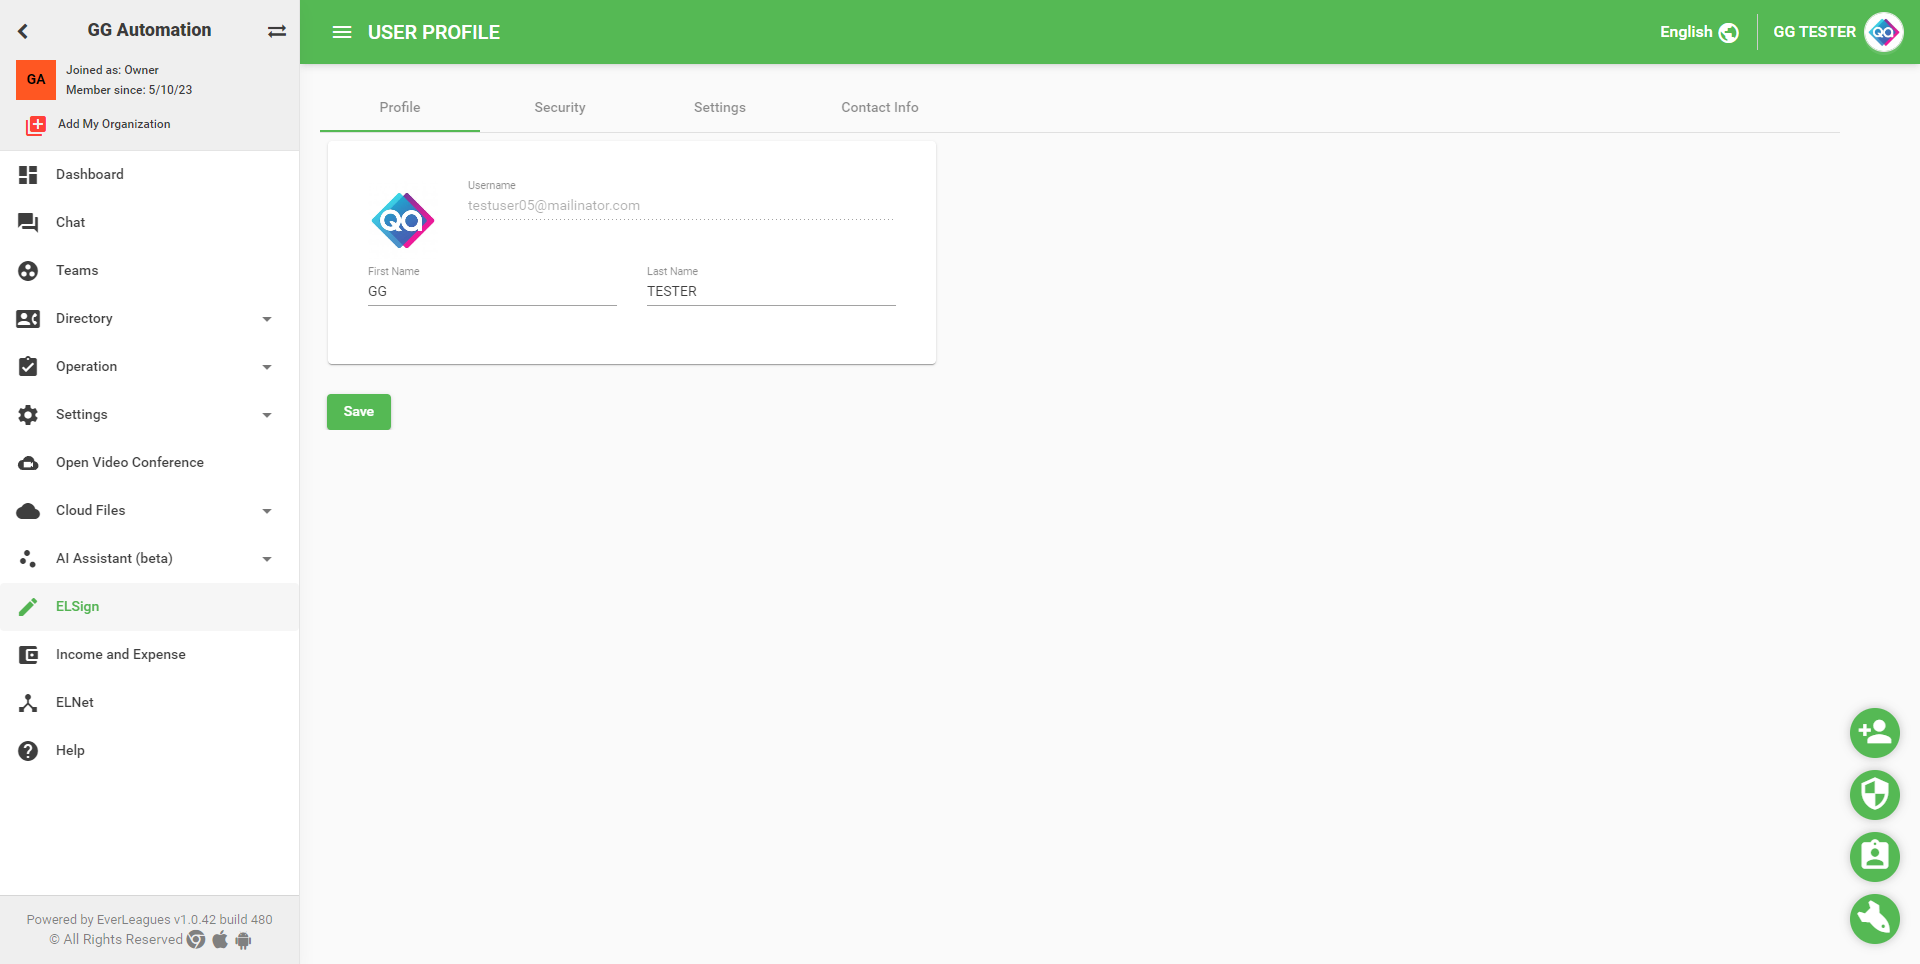 GG Automation
GA
Joined as: Owner
Member since: 5/10/23
Add My Organization
Dashboard
Chat
Teams
Directory
Operation
Settings
Open Video Conference
Cloud Files
AI Assistant (beta)
ELSign
Income and Expense
ELNet
Help
Powered by EverLeagues v1.0.42 build 480
© All Rights Reserved
USER PROFILE
English
GG TESTER
QA
Profile
Security
Settings
Contact Info
QA
Username
testuser05@mailinator.com
First Name
Last Name
GG
TESTER
Save